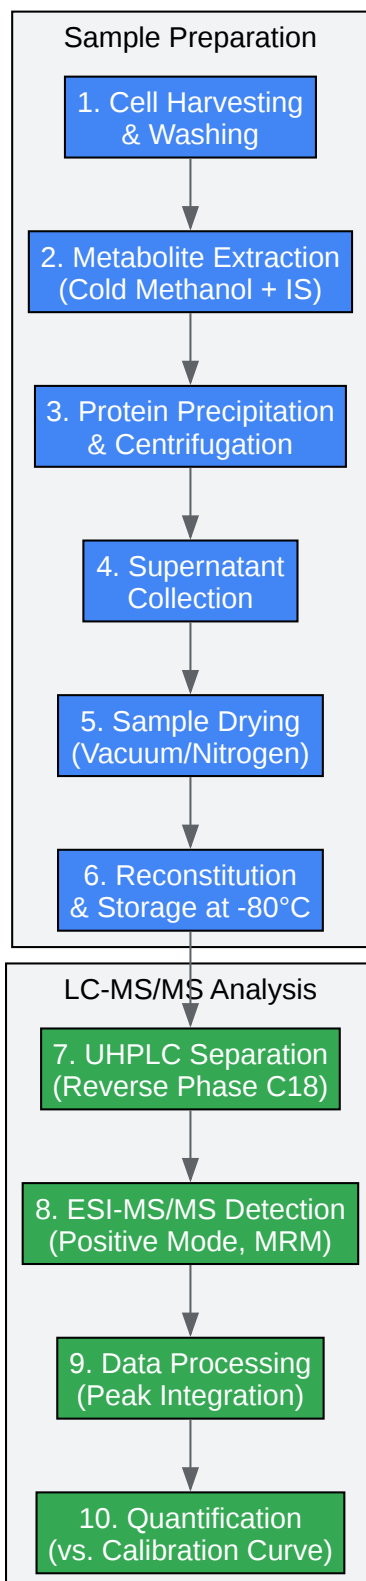 Sample Preparation
1. Cell Harvesting
& Washing
2. Metabolite Extraction
(Cold Methanol + IS)
3. Protein Precipitation
& Centrifugation
4. Supernatant
Collection
5. Sample Drying
(Vacuum/Nitrogen)
6. Reconstitution
& Storage at -80°C
LC-MS/MS Analysis
7. UHPLC Separation
(Reverse Phase C18)
8. ESI-MS/MS Detection
(Positive Mode, MRM)
9. Data Processing
(Peak Integration)
10. Quantification
(vs. Calibration Curve)